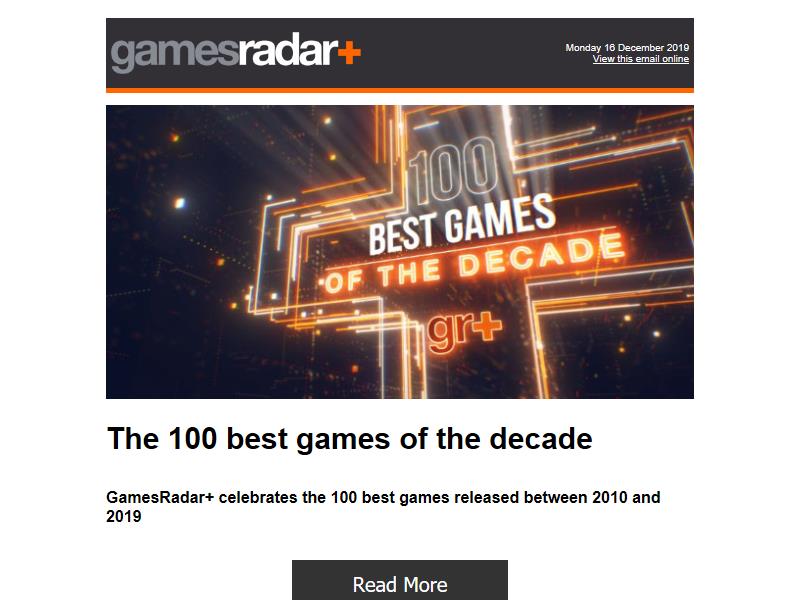 gamesradar+
Monday 16 December 2019
View this email online
100
BEST GAMES
OF THE DECADE
gr+
The 100 best games of the decade
GamesRadar+ celebrates the 100 best games released between 2010 and
2019
Read More